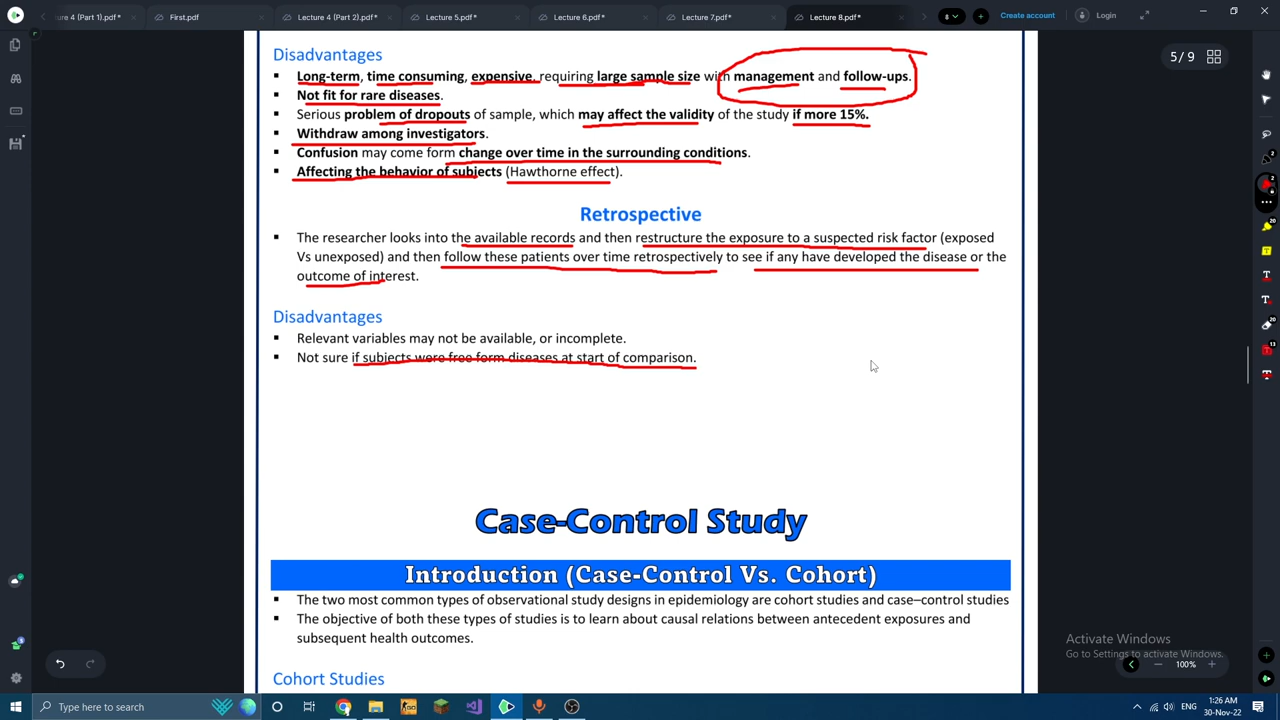 ure 4 (Part 1).pdf*
First.pdf
Lecture 4 (Part 2).pdf*
Lecture 5.pdf*
Lecture 6.pdf*
Lecture 7.pdf*
Lecture 8.pdf*
8
Create account
Login
5 / 9
Disadvantages
▪ Long-term, time consuming, expensive, requiring large sample size with management and follow-ups.
▪ Not fit for rare diseases.
▪ Serious problem of dropouts of sample, which may affect the validity of the study if more 15%.
▪ Withdraw among investigators.
▪ Confusion may come form change over time in the surrounding conditions.
▪ Affecting the behavior of subjects (Hawthorne effect).
Retrospective
▪ The researcher looks into the available records and then restructure the exposure to a suspected risk factor (exposed
Vs unexposed) and then follow these patients over time retrospectively to see if any have developed the disease or the
outcome of interest.
Disadvantages
▪ Relevant variables may not be available, or incomplete.
▪ Not sure if subjects were free form diseases at start of comparison.
Case-Control Study
Introduction (Case-Control Vs. Cohort)
▪ The two most common types of observational study designs in epidemiology are cohort studies and case–control studies
▪ The objective of both these types of studies is to learn about causal relations between antecedent exposures and
subsequent health outcomes.
Cohort Studies
Activate Windows
Go to Settings to activate Windows.
100%
Type here to search
1:26 AM
30-Nov-22